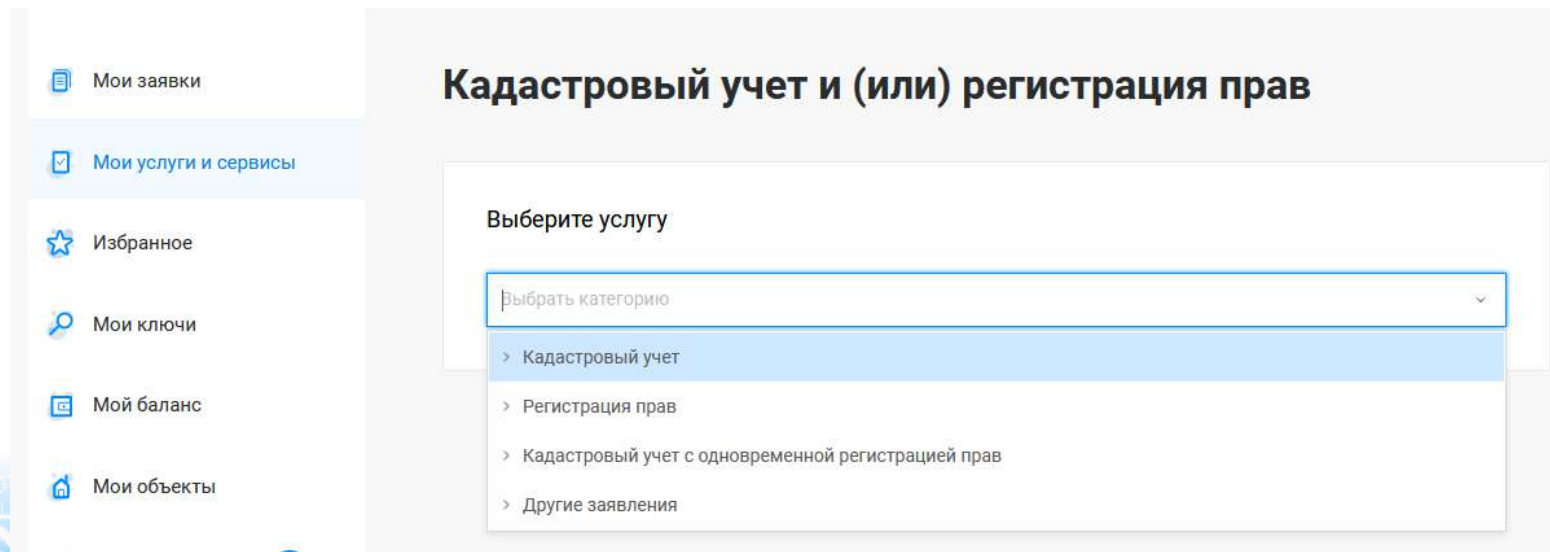 Мои заявки
Мои услуги и сервисы
Избранное
Мои ключи
Мой баланс
Мои объекты
Кадастровый учет и (или) регистрация прав
Выберите услугу
Выбрать категорию
Кадастровый учет
Регистрация прав
Кадастровый учет с одновременной регистрацией прав
Другие заявления